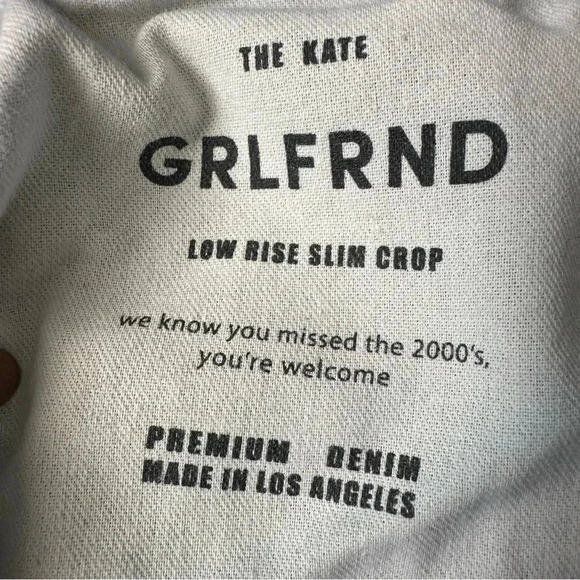 THE KATE
GRLFRND
LOW RISE SLIM CROP
we know you missed the 2000's,
you're welcome
PREMIUM DENIM
MADE IN LOS ANGELES